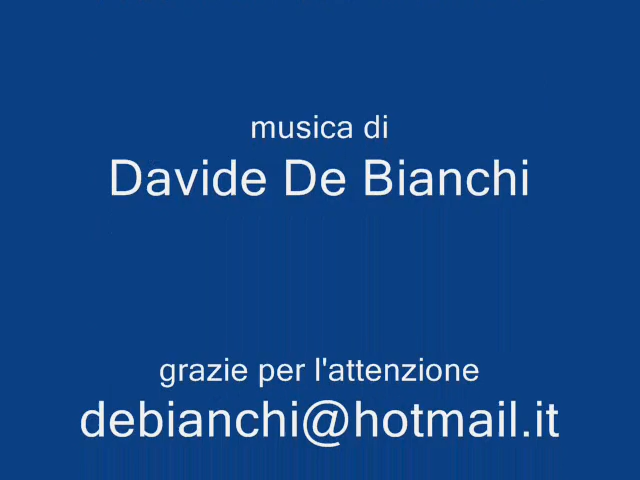 musica di
Davide De Bianchi
grazie per l'attenzione
debianchi@hotmail.it